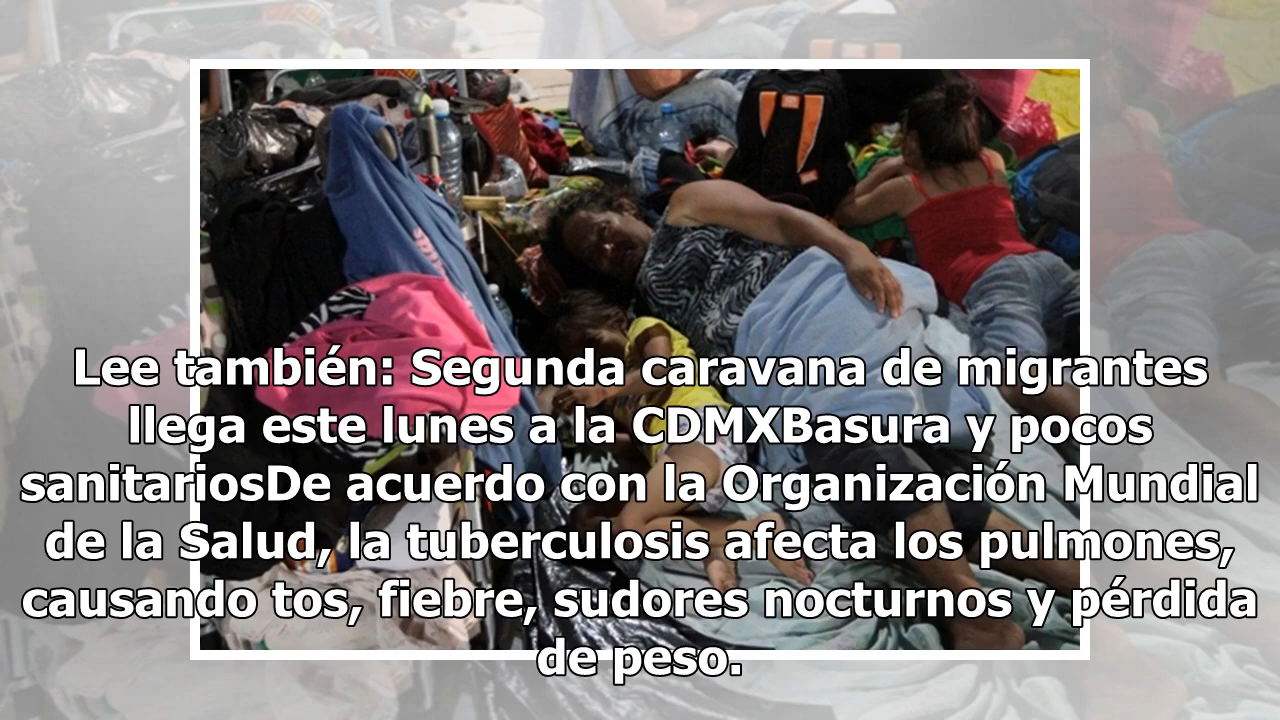 Lee también: Segunda caravana de migrantes
llega este lunes a la CDMXBasura y pocos
sanitariosDe acuerdo con la Organización Mundial
de la Salud, la tuberculosis afecta los pulmones,
causando tos, fiebre, sudores nocturnos y pérdida
de peso.